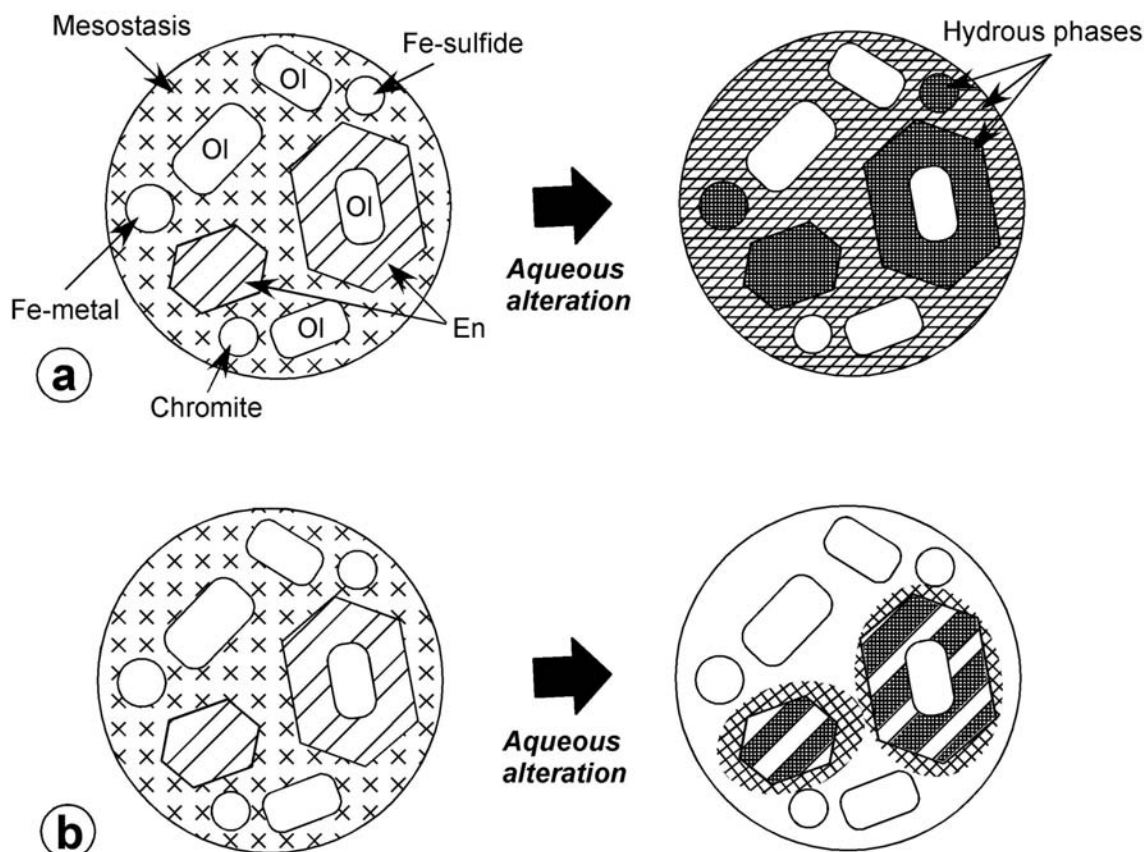 Mesostasis
Fe-sulfide
Hydrous phases
Ol
Ol
Ol
Fe-metal
Aqueous
alteration
En
Ol
a
Chromite
Aqueous
alteration
b